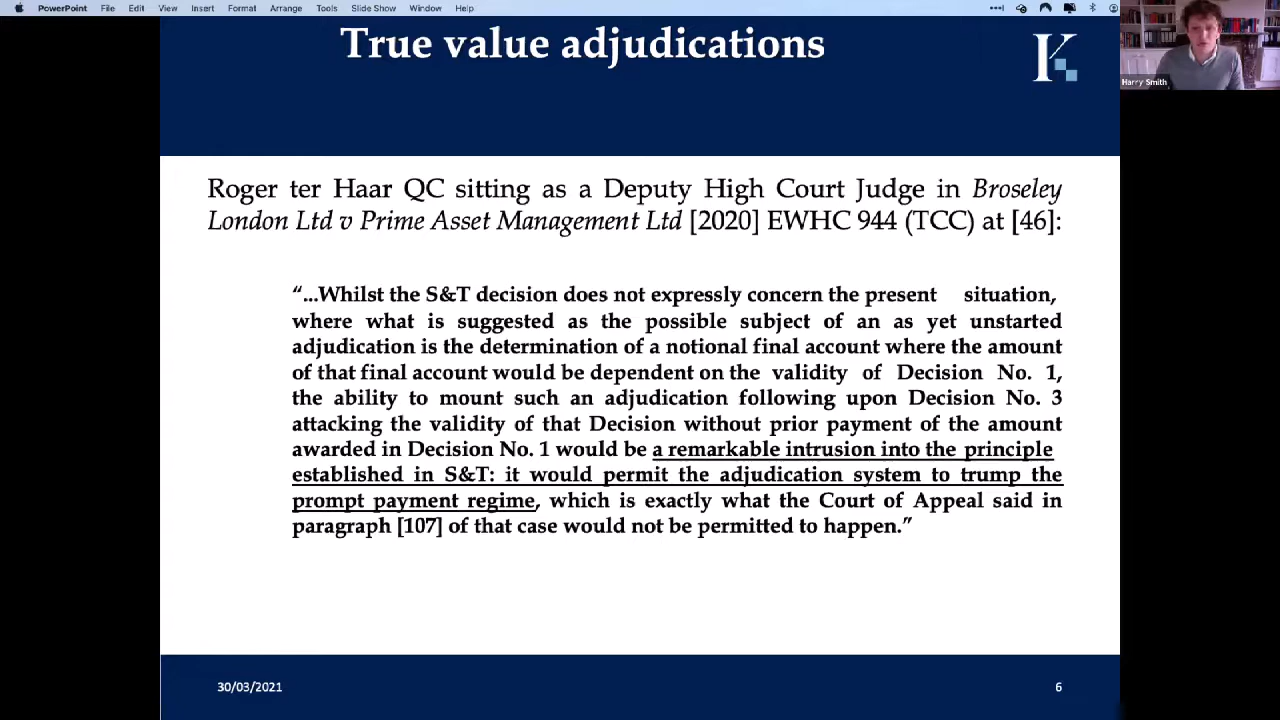 PowerPoint File Edit View Insert Format Arrange Tools Slide Show Window Help
True value adjudications
K
Harry Smith
Roger ter Haar QC sitting as a Deputy High Court Judge in Broseley
London Ltd v Prime Asset Management Ltd [2020] EWHC 944 (TCC) at [46]:
“...Whilst the S&T decision does not expressly concern the present situation,
where what is suggested as the possible subject of an as yet unstarted
adjudication is the determination of a notional final account where the amount
of that final account would be dependent on the validity of Decision No. 1,
the ability to mount such an adjudication following upon Decision No. 3
attacking the validity of that Decision without prior payment of the amount
awarded in Decision No. 1 would be a remarkable intrusion into the principle
established in S&T: it would permit the adjudication system to trump the
prompt payment regime, which is exactly what the Court of Appeal said in
paragraph [107] of that case would not be permitted to happen.”
30/03/2021
6